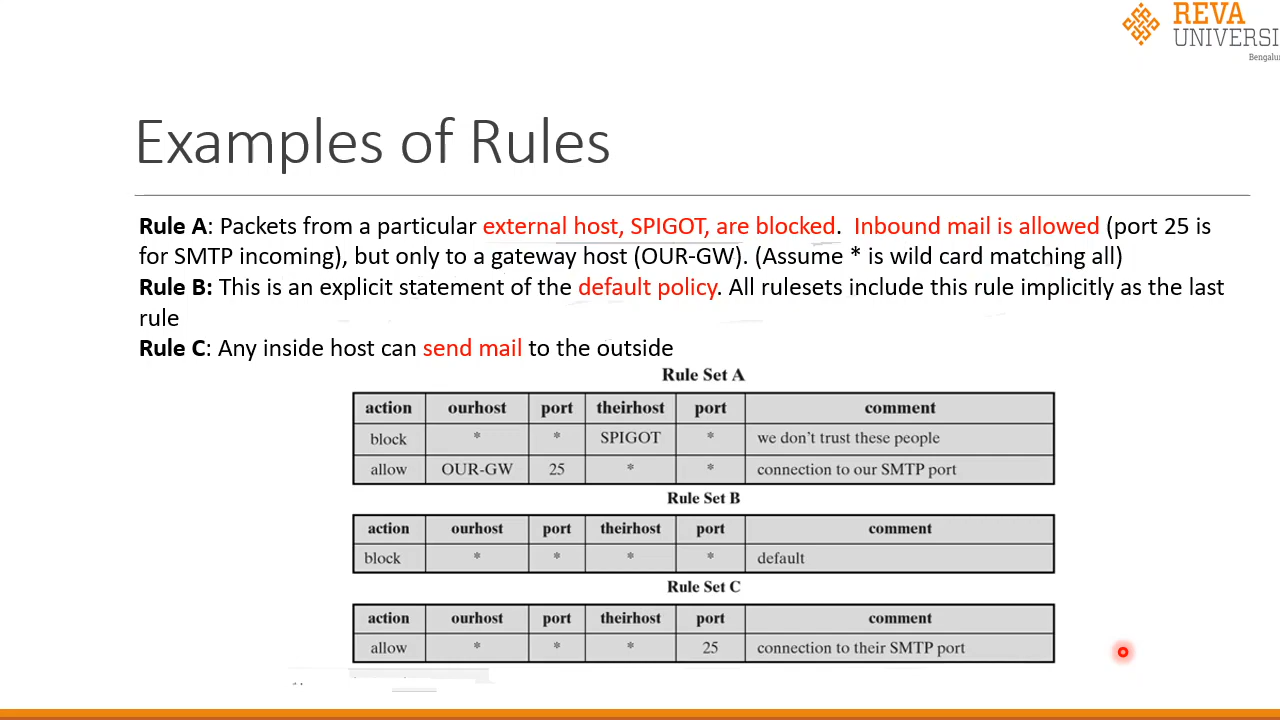 REVA
UNIVERSI
Bengalur
Examples of Rules
Rule A: Packets from a particular external host, SPIGOT, are blocked. Inbound mail is allowed (port 25 is
for SMTP incoming), but only to a gateway host (OUR-GW). (Assume * is wild card matching all)
Rule B: This is an explicit statement of the default policy. All rulesets include this rule implicitly as the last
rule
Rule C: Any inside host can send mail to the outside
Rule Set A
action ourhost port theirhost port comment
block * * SPIGOT * we don't trust these people
allow OUR-GW 25 * * connection to our SMTP port
Rule Set B
action ourhost port theirhost port comment
block * * * * default
Rule Set C
action ourhost port theirhost port comment
allow * * * 25 connection to their SMTP port